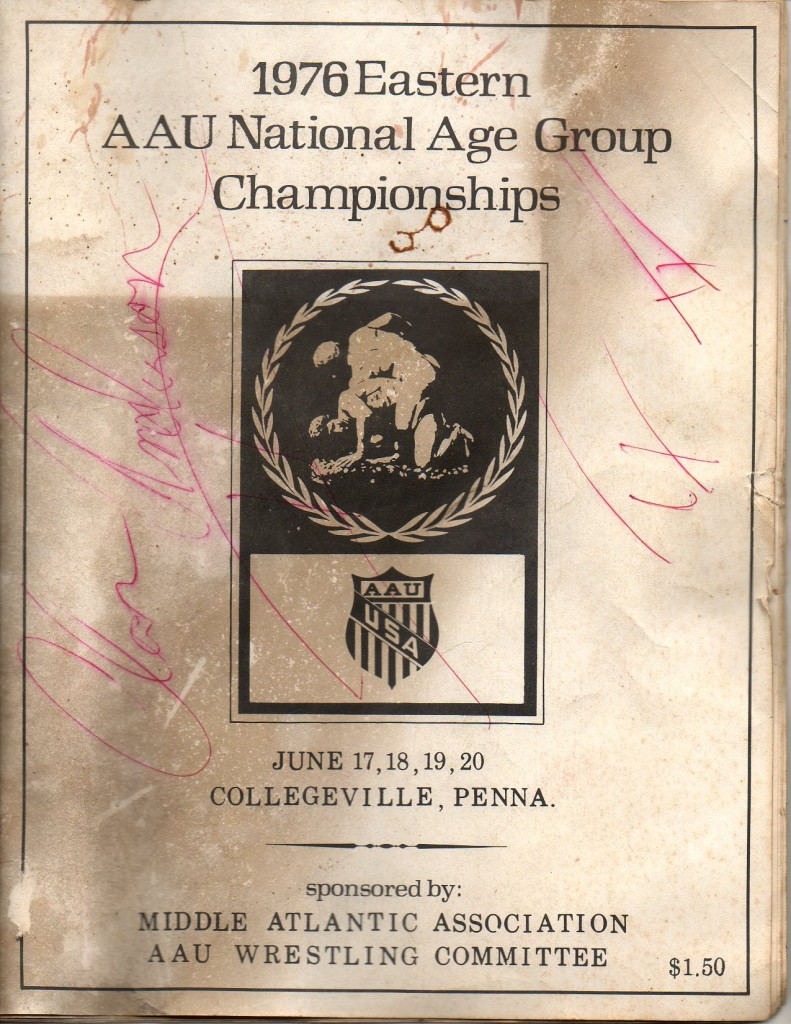 1976 Eastern
AAU National Age Group
Championships
AAU
USA
JUNE 17, 18, 19, 20
COLLEGEVILLE, PENNA.
sponsored by:
MIDDLE ATLANTIC ASSOCIATION
AAU WRESTLING COMMITTEE
$1.50